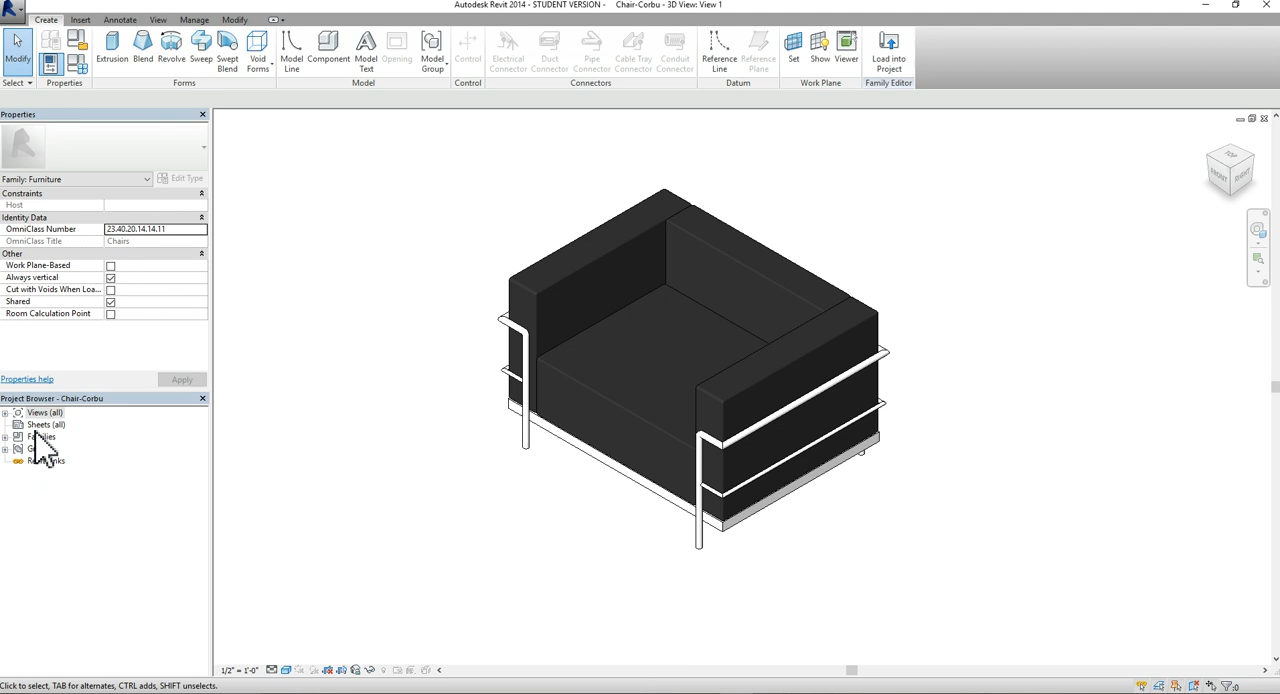 Autodesk Revit 2014 - STUDENT VERSION - Chair-Corbu - 3D View: View 1
Create Insert Annotate View Manage Modify
Modify Extrusion Blend Revolve Sweep Swept Blend Void Forms Model Line Component Model Text Opening Model Group Control Electrical Connector Duct Connector Pipe Connector Cable Tray Connector Conduit Connector Reference Line Reference Plane Set Show Viewer Load into Project
Select Properties Forms Model Control Connectors Datum Work Plane Family Editor
Properties
Family: Furniture Edit Type
Constraints
Host
Identity Data
OmniClass Number 23.40.20.14.14.11
OmniClass Title Chairs
Other
Work Plane-Based
Always vertical
Cut with Voids When Loa...
Shared
Room Calculation Point
Properties help Apply
Project Browser - Chair-Corbu
Views (all)
Sheets (all)
TOP
FRONT RIGHT
1/2" = 1'-0"
Click to select, TAB for alternates, CTRL adds, SHIFT unselects.
:0